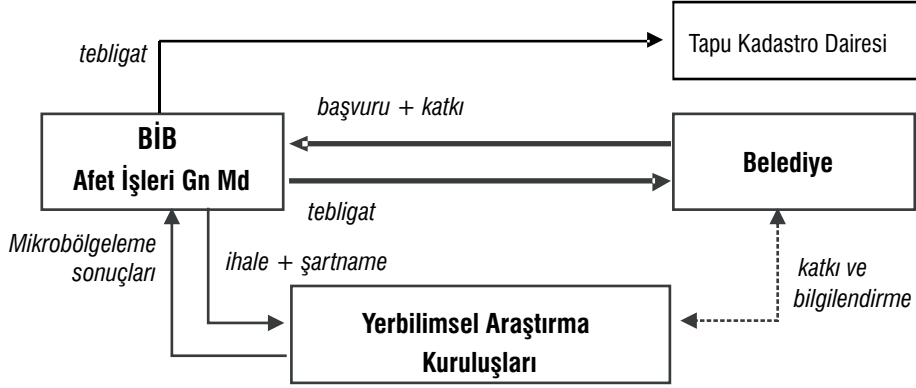 tebligat
Tapu Kadastro Dairesi
başvuru + katkı
BİB
Afet İşleri Gn Md
Belediye
tebligat
Mikrobölgeleme
sonuçları
ihale + şartname
katkı ve
bilgilendirme
Yerbilimsel Araştırma
Kuruluşları